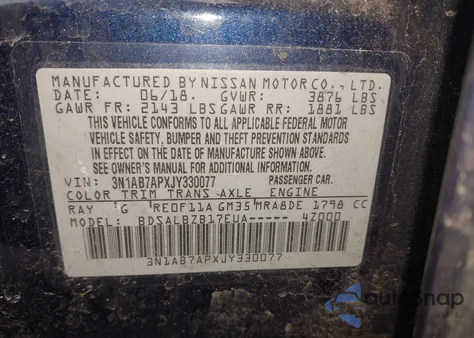 MANUFACTURED BY NISSAN MOTOR CO., LTD.
DATE: 06/18. GVWR: 3876 LBS
GAWR FR: 2143 LBS GAWR RR: 1881 LBS
THIS VEHICLE CONFORMS TO ALL APPLICABLE FEDERAL MOTOR
VEHICLE SAFETY, BUMPER AND THEFT PREVENTION STANDARDS
IN EFFECT ON THE DATE OF MANUFACTURE SHOWN ABOVE.
SEE OWNER'S MANUAL FOR ADDITIONAL INFORMATION.
VIN: 3N1AB7APXJY330077 PASSENGER CAR.
COLOR TRIM TRANS AXLE ENGINE
RAY G RE0F11A GM35 MRA8DE 1798 CC
MODEL: BDSALBZB17EUA----- 4Z000
3N1AB7APXJY330077
autosnap